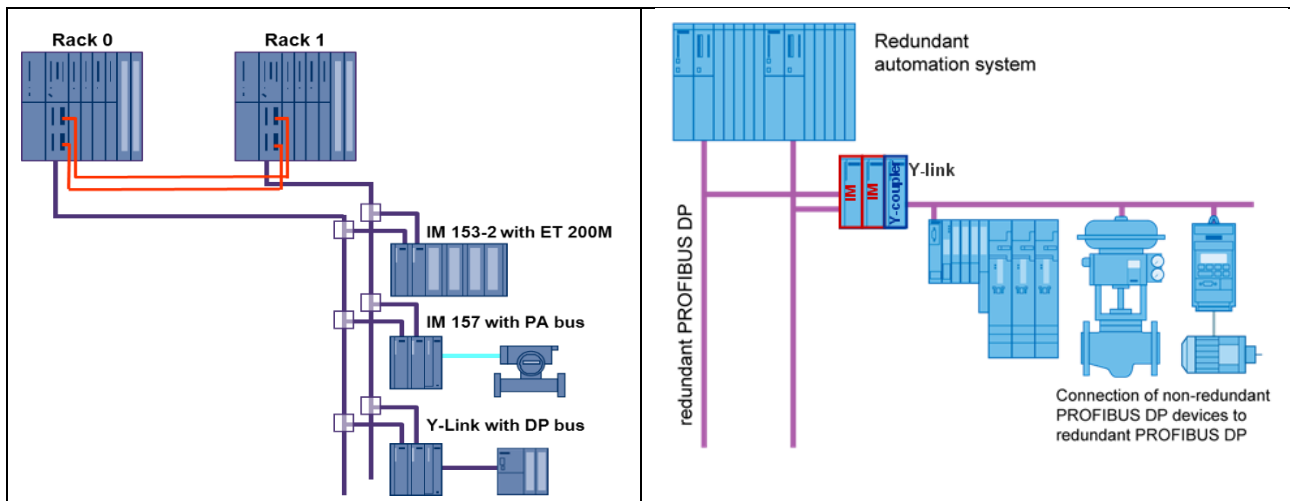 Rack 0
Rack 1
IM 153-2 with ET 200M
IM 157 with PA bus
Y-Link with DP bus
Redundant
automation system
IM
IM
Y-coupler
Y-link
redundant PROFIBUS DP
Connection of non-redundant
PROFIBUS DP devices to
redundant PROFIBUS DP